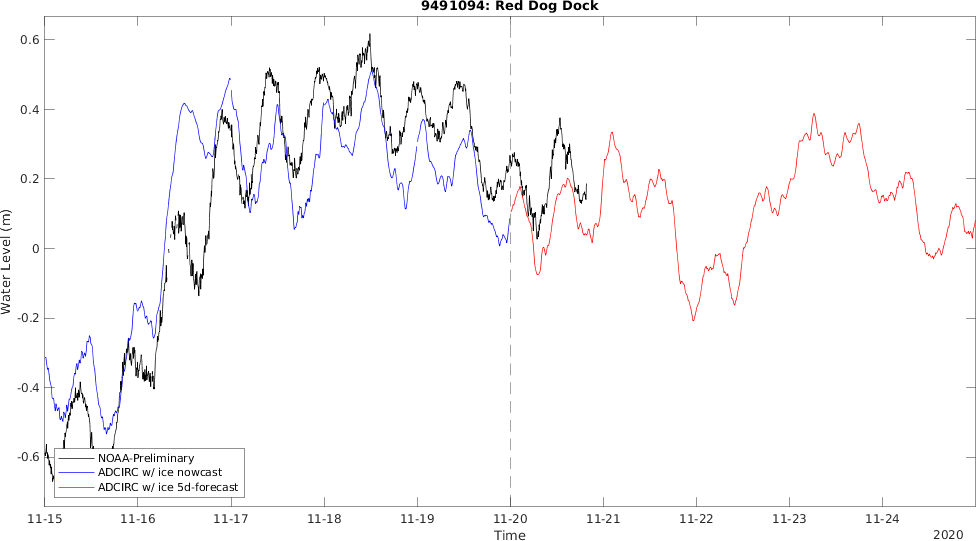 9491094: Red Dog Dock
0.6
0.4
0.2
0
-0.2
-0.4
-0.6
Water Level (m)
NOAA-Preliminary
ADCIRC w/ ice nowcast
ADCIRC w/ ice 5d-forecast
11-15 11-16 11-17 11-18 11-19 11-20 11-21 11-22 11-23 11-24
Time
2020